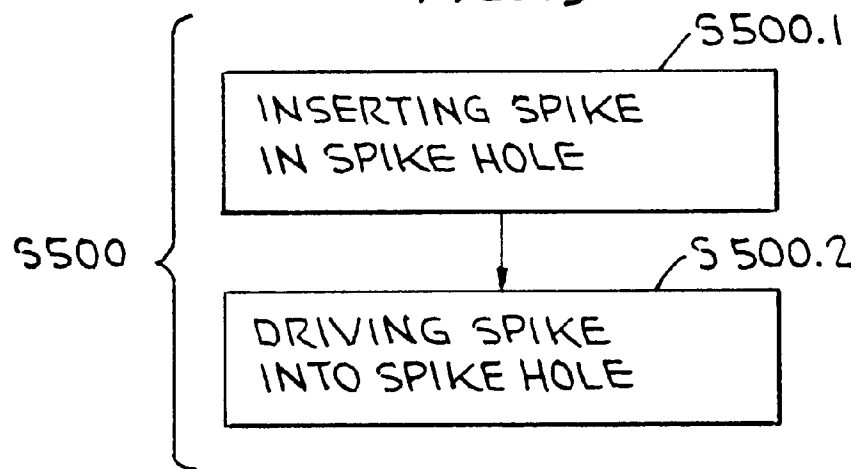 S500.1
INSERTING SPIKE
IN SPIKE HOLE
S500
S500.2
DRIVING SPIKE
INTO SPIKE HOLE